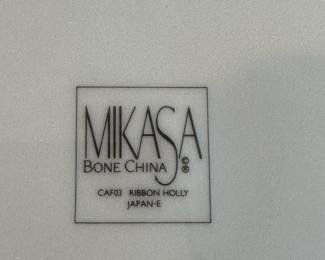 MIKASA
BONE CHINA © ®
CAF03 RIBBON HOLLY
JAPAN-E